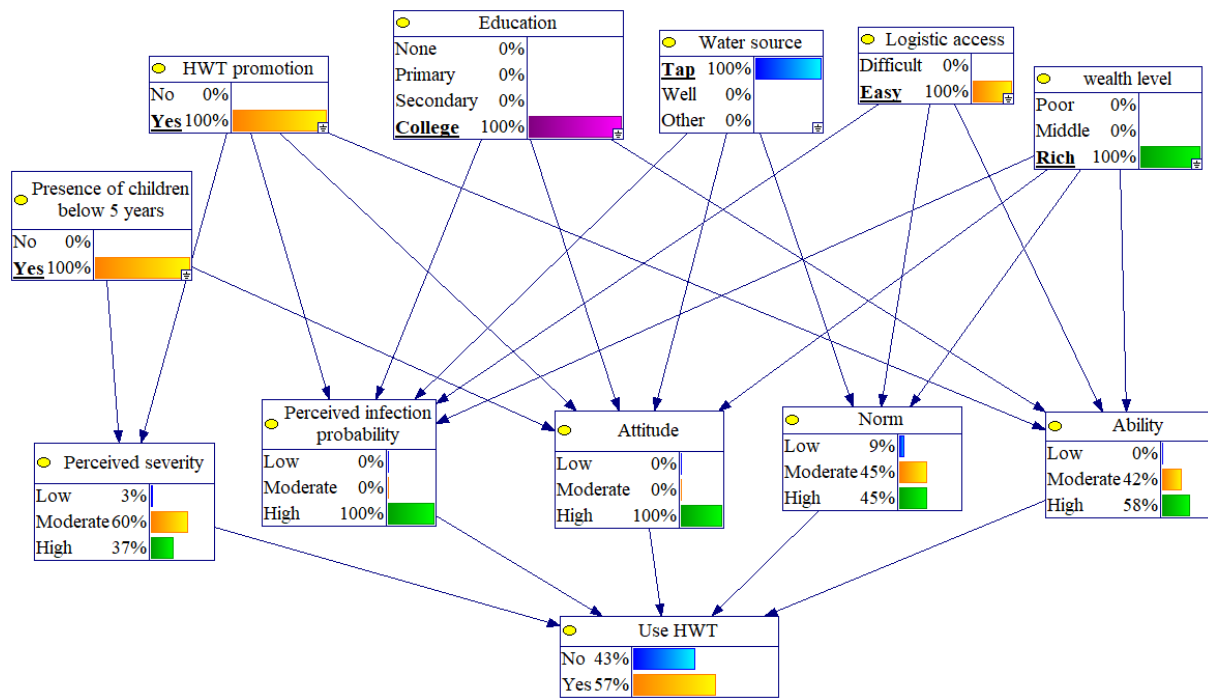 Education
None 0%
Primary 0%
Secondary 0%
College 100%
Water source
Tap 100%
Well 0%
Other 0%
Logistic access
Difficult 0%
Easy 100%
HWT promotion
No 0%
Yes 100%
wealth level
Poor 0%
Middle 0%
Rich 100%
Presence of children
below 5 years
No 0%
Yes 100%
Perceived severity
Low 3%
Moderate 60%
High 37%
Perceived infection
probability
Low 0%
Moderate 0%
High 100%
Attitude
Low 0%
Moderate 0%
High 100%
Norm
Low 9%
Moderate 45%
High 45%
Ability
Low 0%
Moderate 42%
High 58%
Use HWT
No 43%
Yes 57%